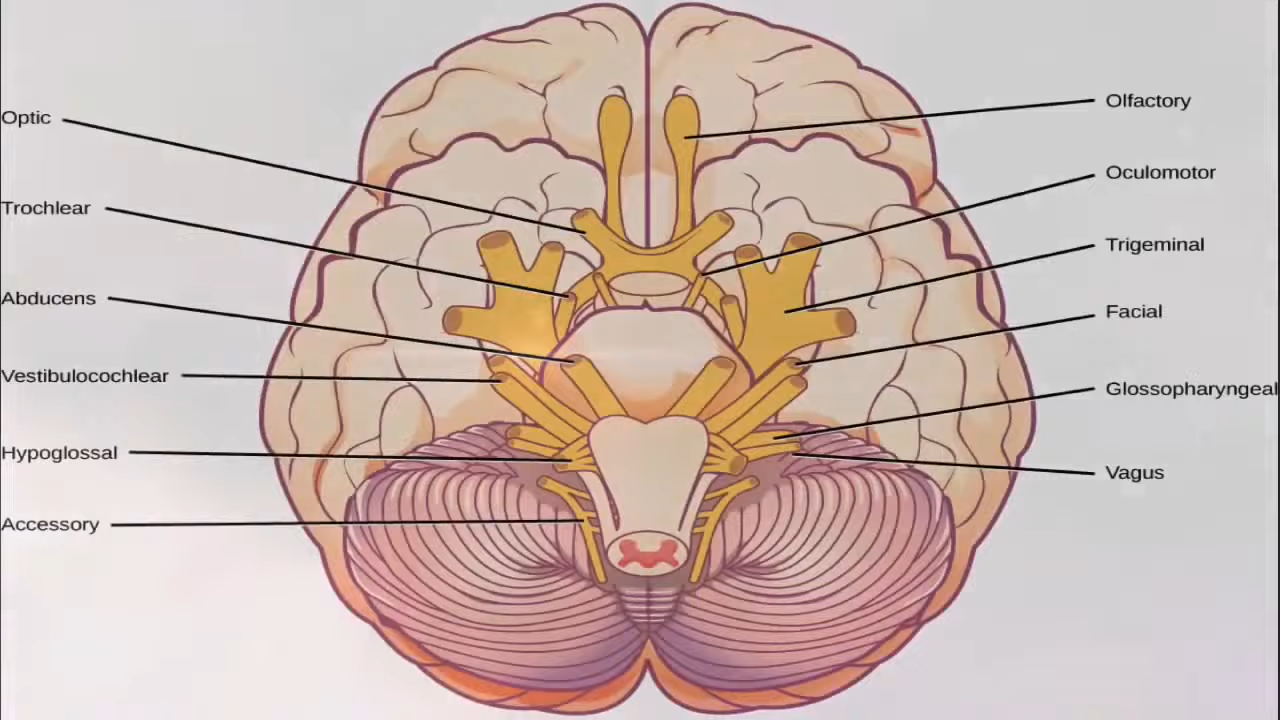 Optic
Trochlear
Abducens
Vestibulocochlear
Hypoglossal
Accessory
Olfactory
Oculomotor
Trigeminal
Facial
Glossopharyngeal
Vagus